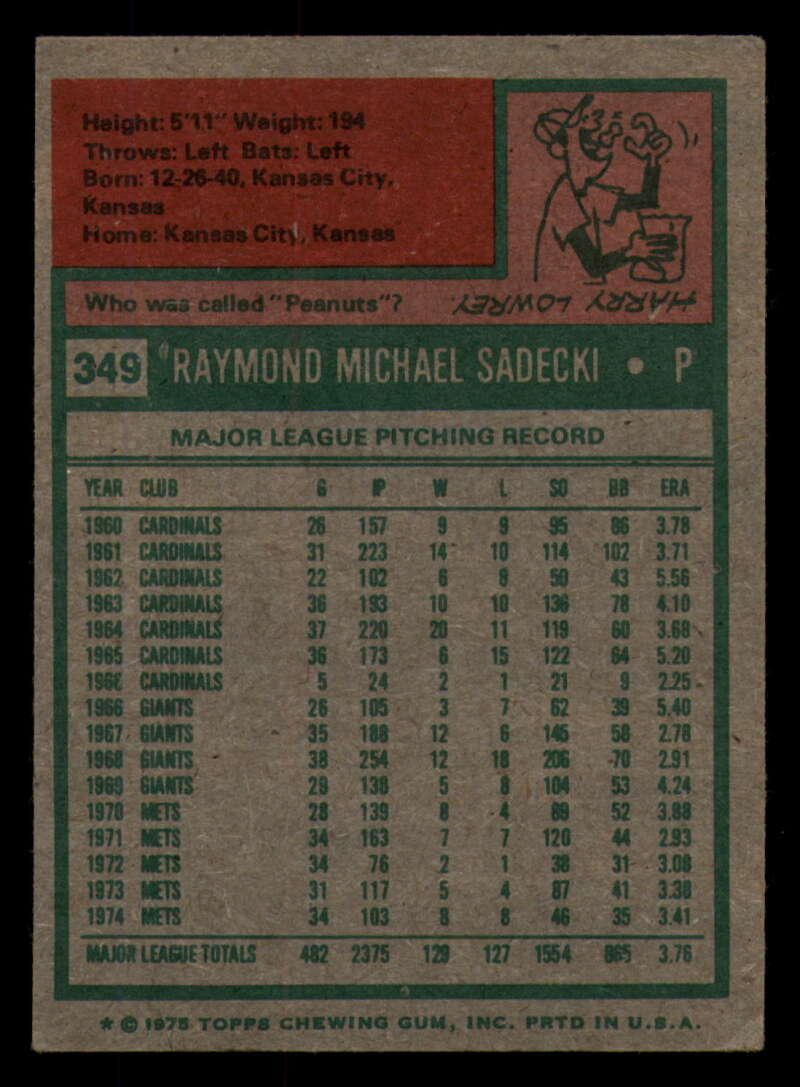 Height: 5'11" Weight: 194
Throws: Left Bats: Left
Born: 12-26-40, Kansas City,
Kansas
Home: Kansas City, Kansas
Who was called "Peanuts"?
HARRY LOWREY.
349 RAYMOND MICHAEL SADECKI • P
MAJOR LEAGUE PITCHING RECORD
YEAR CLUB G IP W L SO BB ERA
1960 CARDINALS 26 157 9 9 95 86 3.78
1961 CARDINALS 31 223 14 10 114 102 3.71
1962 CARDINALS 22 102 6 8 50 43 5.56
1963 CARDINALS 36 193 10 10 136 78 4.10
1964 CARDINALS 37 220 20 11 119 60 3.68
1965 CARDINALS 36 173 6 15 122 64 5.20
1966 CARDINALS 5 24 2 1 21 9 2.25
1966 GIANTS 26 105 3 7 62 39 5.40
1967 GIANTS 35 188 12 6 145 58 2.78
1968 GIANTS 38 254 12 18 206 70 2.91
1969 GIANTS 29 138 5 8 104 53 4.24
1970 METS 28 139 8 4 89 52 3.88
1971 METS 34 163 7 7 120 44 2.93
1972 METS 34 76 2 1 38 31 3.08
1973 METS 31 117 5 4 87 41 3.38
1974 METS 34 103 8 8 46 35 3.41
MAJOR LEAGUE TOTALS 482 2375 129 127 1554 865 3.76
* © 1975 TOPPS CHEWING GUM, INC. PRTD IN U.S.A.